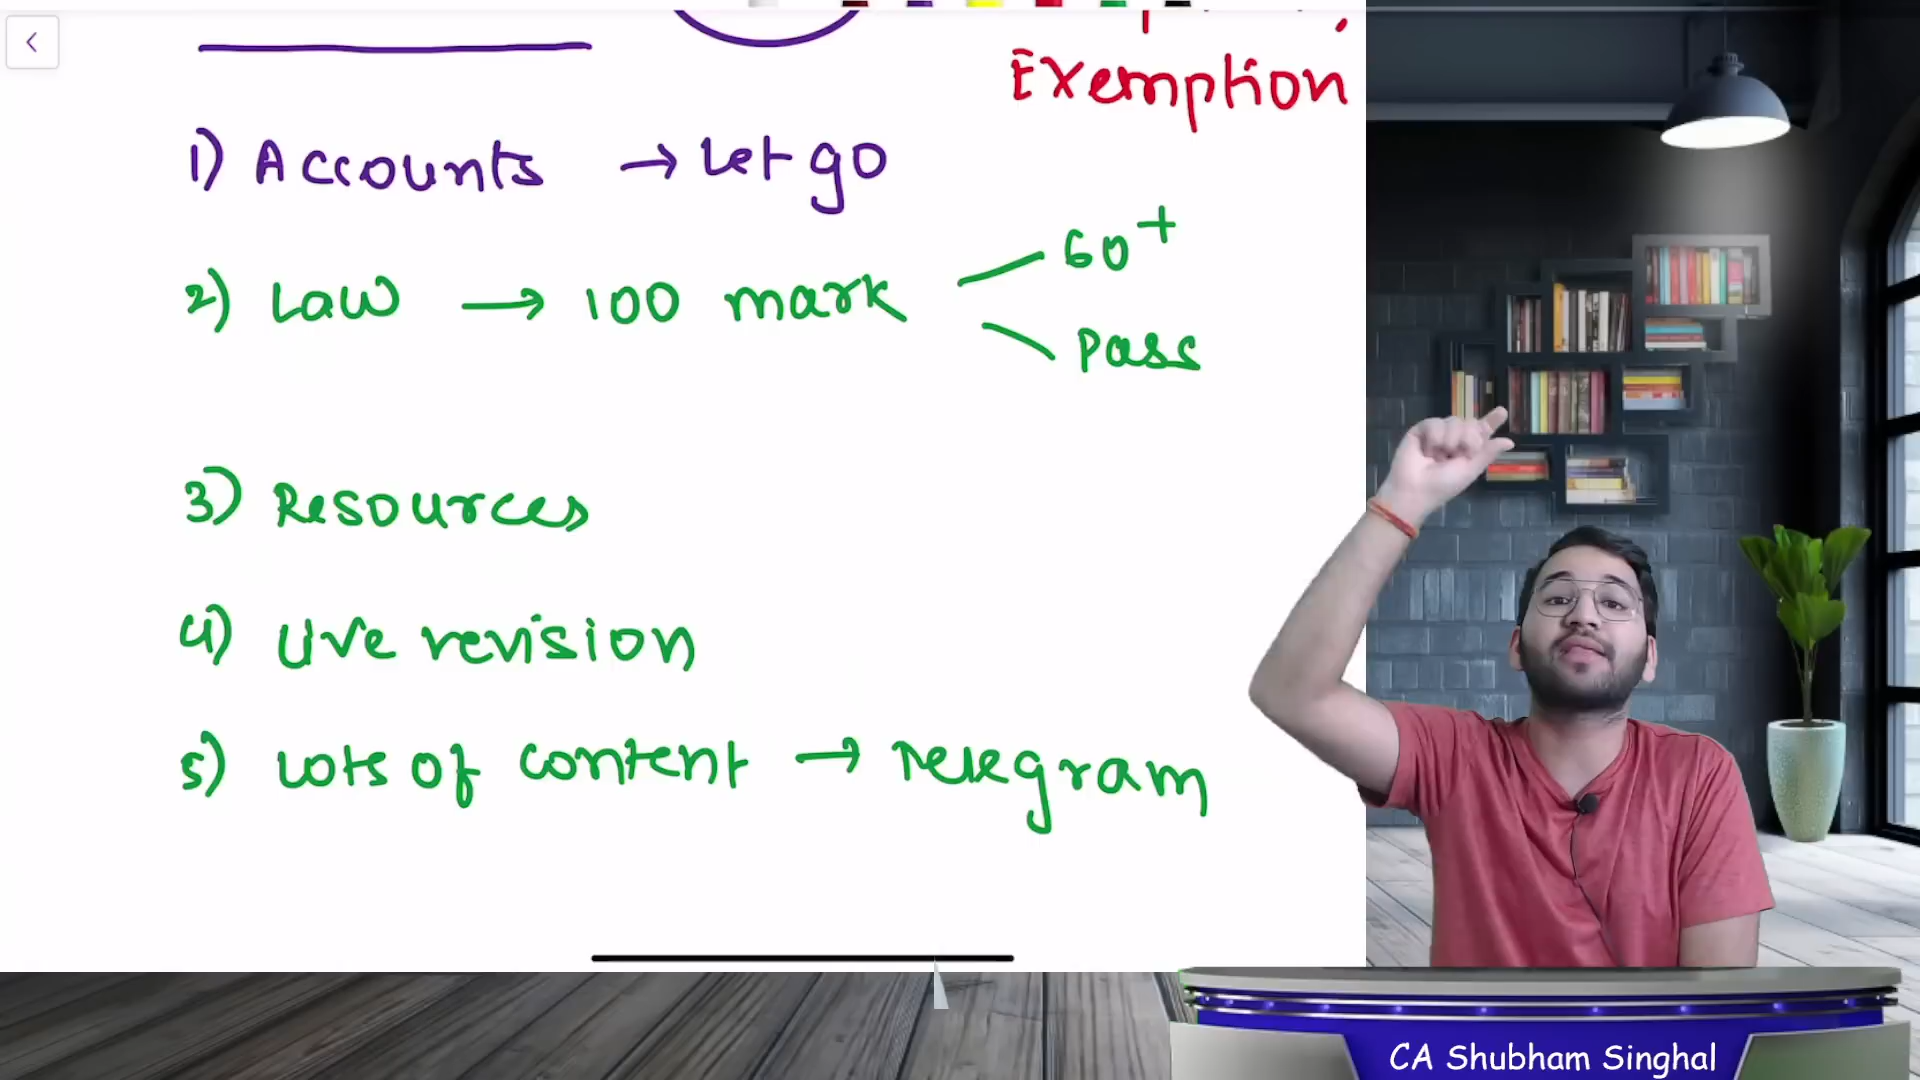 Exemption
1) Accounts → Let go
60+
2) Law → 100 mark
Pass
3) Resources
4) Live revision
5) Lots of content → Telegram
CA Shubham Singhal